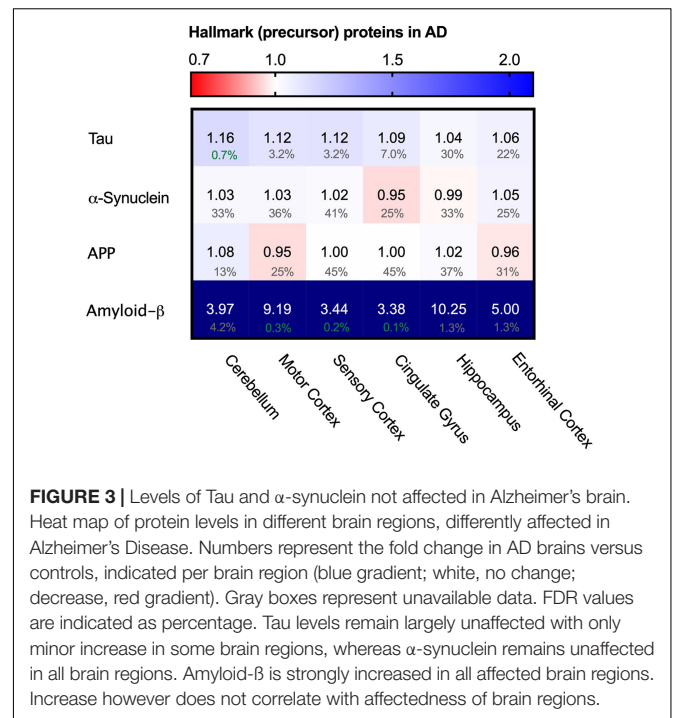 Hallmark (precursor) proteins in AD
0.7 1.0 1.5 2.0
Tau 1.16 1.12 1.12 1.09 1.04 1.06
0.7% 3.2% 3.2% 7.0% 30% 22%
α-Synuclein 1.03 1.03 1.02 0.95 0.99 1.05
33% 36% 41% 25% 33% 25%
APP 1.08 0.95 1.00 1.00 1.02 0.96
13% 25% 45% 45% 37% 31%
Amyloid-β 3.97 9.19 3.44 3.38 10.25 5.00
4.2% 0.3% 0.2% 0.1% 1.3% 1.3%
Cerebellum
Motor Cortex
Sensory Cortex
Cingulate Gyrus
Hippocampus
Entorhinal Cortex
FIGURE 3 | Levels of Tau and α-synuclein not affected in Alzheimer's brain.
Heat map of protein levels in different brain regions, differently affected in
Alzheimer's Disease. Numbers represent the fold change in AD brains versus
controls, indicated per brain region (blue gradient; white, no change;
decrease, red gradient). Gray boxes represent unavailable data. FDR values
are indicated as percentage. Tau levels remain largely unaffected with only
minor increase in some brain regions, whereas α-synuclein remains unaffected
in all brain regions. Amyloid-ß is strongly increased in all affected brain regions.
Increase however does not correlate with affectedness of brain regions.